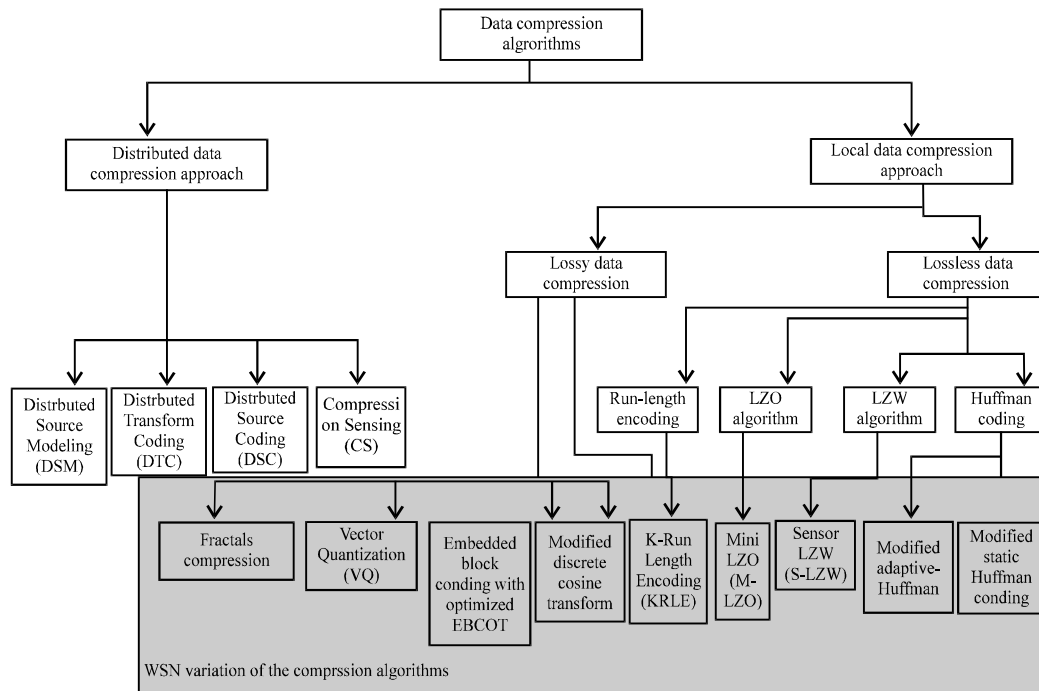 Data compression
algrorithms
Distributed data
compression approach
Local data compression
approach
Lossy data
compression
Lossless data
compression
Distrbuted
Source
Modeling
(DSM)
Distrbuted
Transform
Coding
(DTC)
Distrbuted
Source
Coding
(DSC)
Compressi
on Sensing
(CS)
Run-length
encoding
LZO
algorithm
LZW
algorithm
Huffman
coding
Fractals
compression
Vector
Quantization
(VQ)
Embedded
block
conding with
optimized
EBCOT
Modified
discrete
cosine
transform
K-Run
Length
Encoding
(KRLE)
Mini
LZO
(M-
LZO)
Sensor
LZW
(S-LZW)
Modified
adaptive-
Huffman
Modified
static
Huffman
conding
WSN variation of the comprssion algorithms